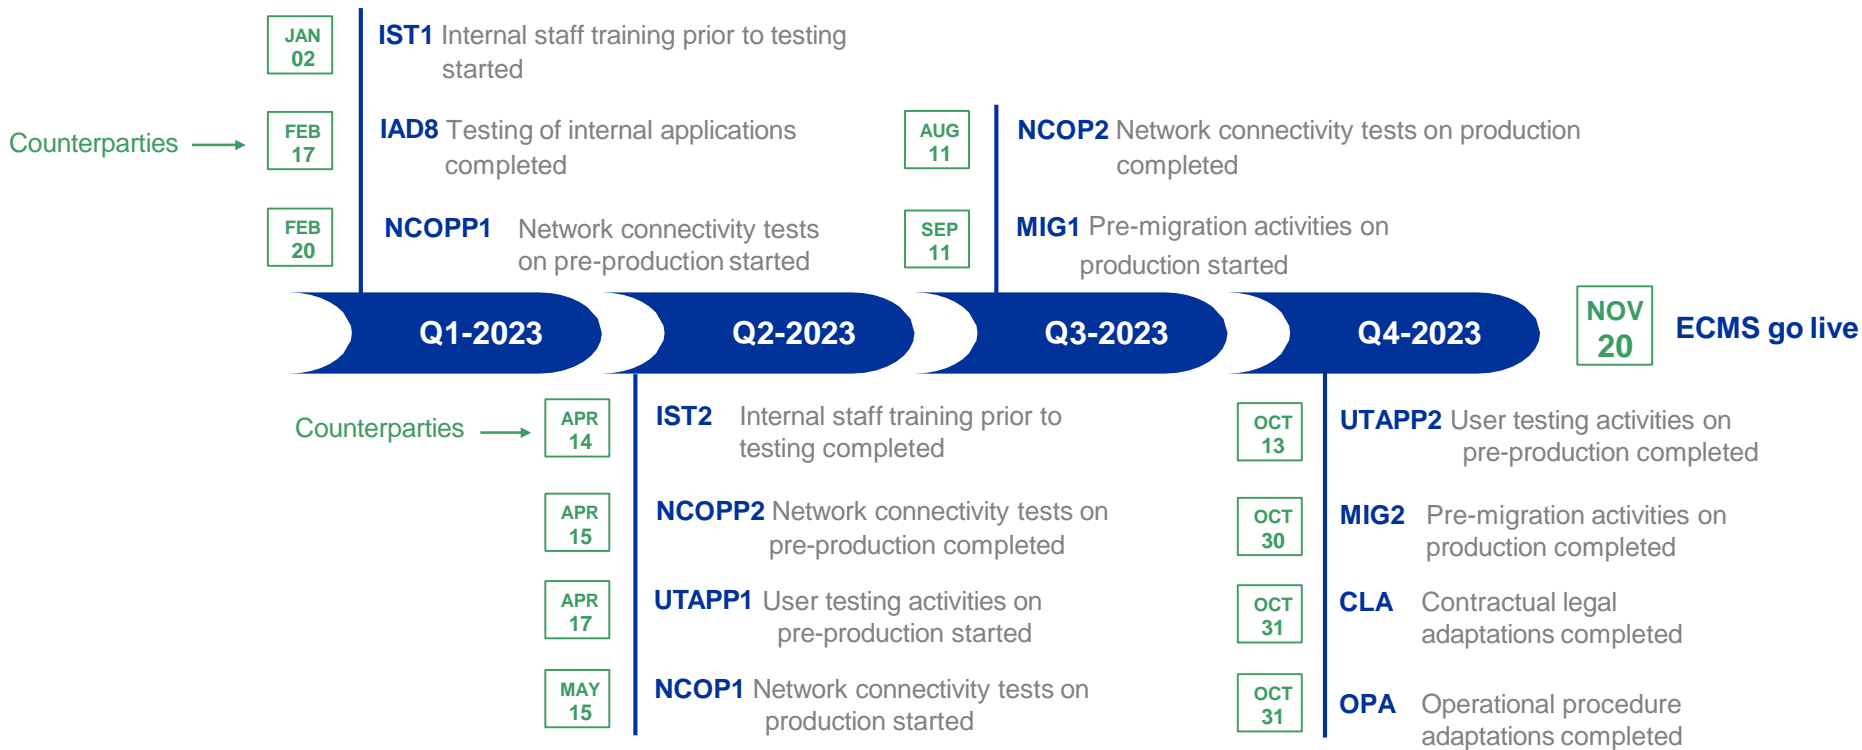 JAN
02
IST1 Internal staff training prior to testing
started
Counterparties
FEB
17
IAD8 Testing of internal applications
completed
FEB
20
NCOPP1 Network connectivity tests
on pre-production started
AUG
11
NCOP2 Network connectivity tests on production
completed
SEP
11
MIG1 Pre-migration activities on
production started
Q1-2023
Q2-2023
Q3-2023
Q4-2023
NOV
20
ECMS go live
Counterparties
APR
14
IST2 Internal staff training prior to
testing completed
APR
15
NCOPP2 Network connectivity tests on
pre-production completed
APR
17
UTAPP1 User testing activities on
pre-production started
MAY
15
NCOP1 Network connectivity tests on
production started
OCT
13
UTAPP2 User testing activities on
pre-production completed
OCT
30
MIG2 Pre-migration activities on
production completed
OCT
31
CLA Contractual legal
adaptations completed
OCT
31
OPA Operational procedure
adaptations completed